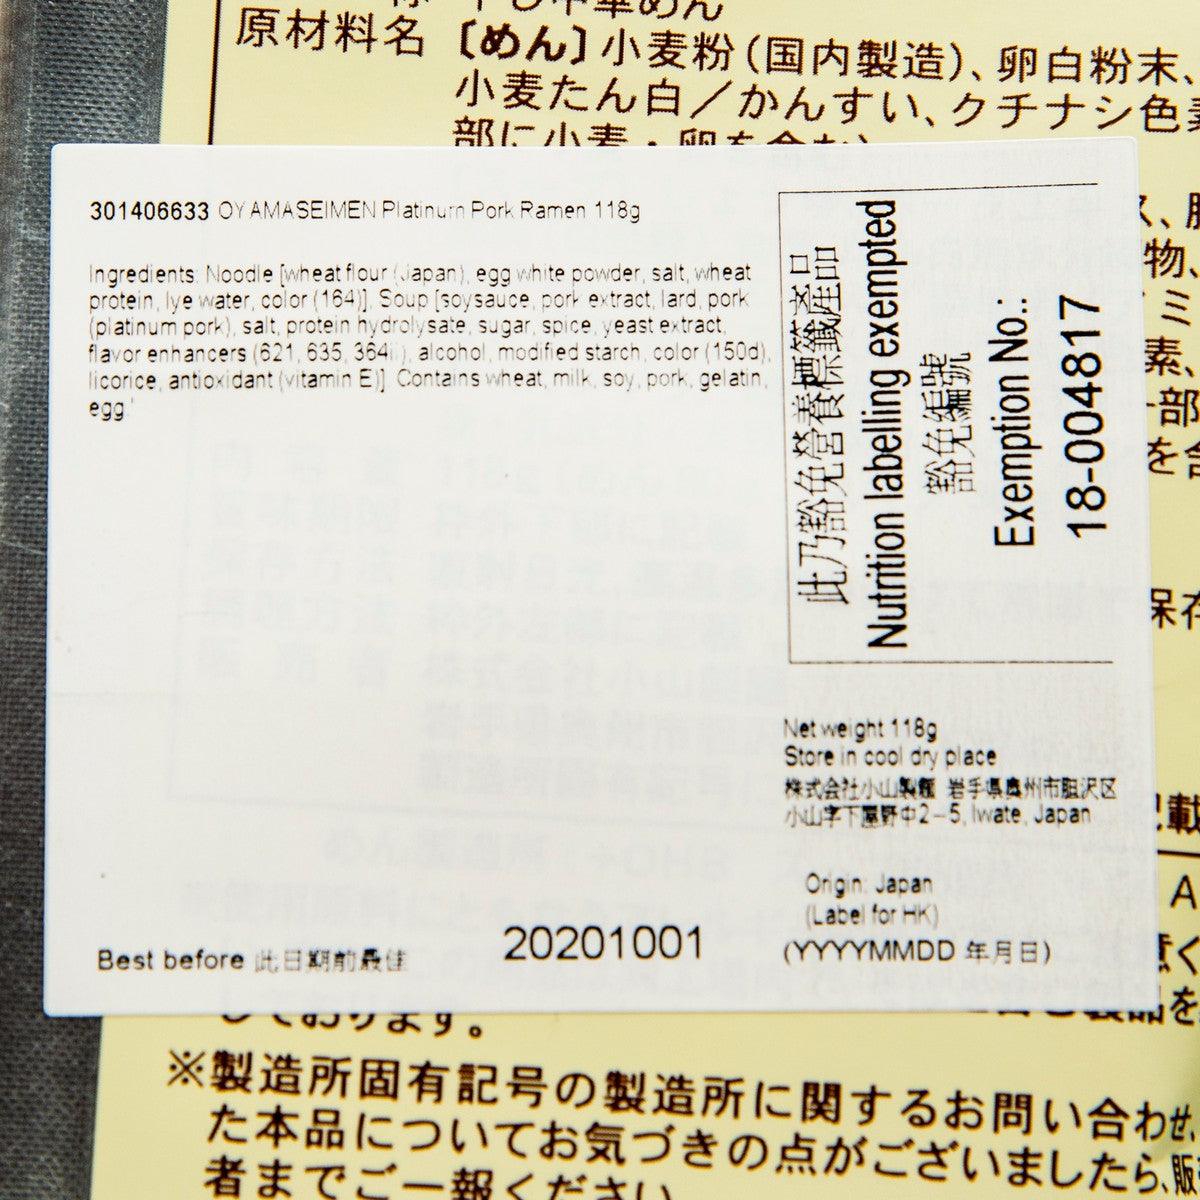 原材料名 〔めん〕小麦粉(国内製造)、卵白粉末、
小麦たん白/かんすい、クチナシ色素
301406633 OYAMASEIMEN Platinum Pork Ramen 118g
Ingredients: Noodle [wheat flour (Japan), egg white powder, salt, wheat
protein, lye water, color (164)], Soup [soysauce, pork extract, lard, pork
(platinum pork), salt, protein hydrolysate, sugar, spice, yeast extract,
flavor enhancers (621, 635, 364ii), alcohol, modified starch, color (150d),
licorice, antioxidant (vitamin E)] Contains wheat, milk, soy, pork, gelatin,
egg.
此乃豁免營養標籤產品
Nutrition labelling exempted
豁免編號
Exemption No.:
18-004817
Net weight 118g
Store in cool dry place
株式会社小山製麺 岩手県奥州市胆沢区
小山字下屋野中2-5, Iwate, Japan
Origin: Japan
(Label for HK)
Best before 此日期前最佳 20201001 (YYYYMMDD 年月日)
しております。
※製造所固有記号の製造所に関するお問い合わせ、
た本品についてお気づきの点がございましたら、販
者までご一報ください